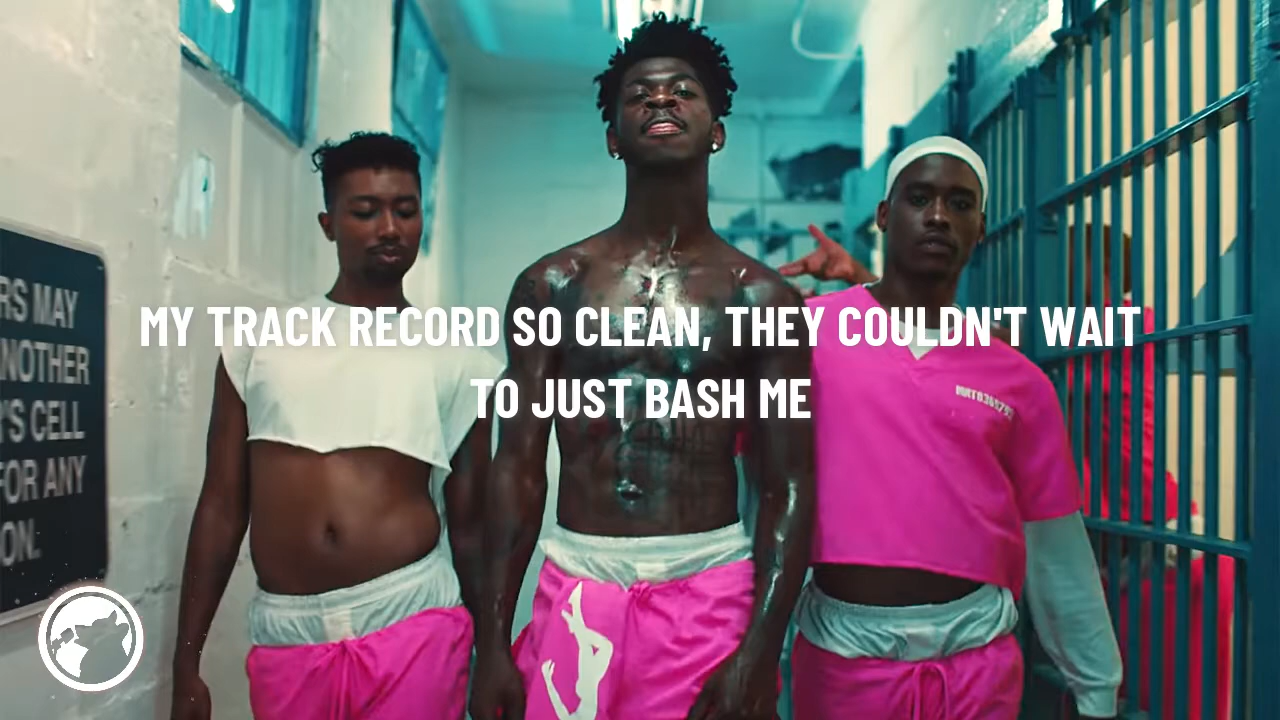 MY TRACK RECORD SO CLEAN, THEY COULDN'T WAIT
TO JUST BASH ME
RS MAY
NOTHER
'S CELL
FOR ANY
ON.